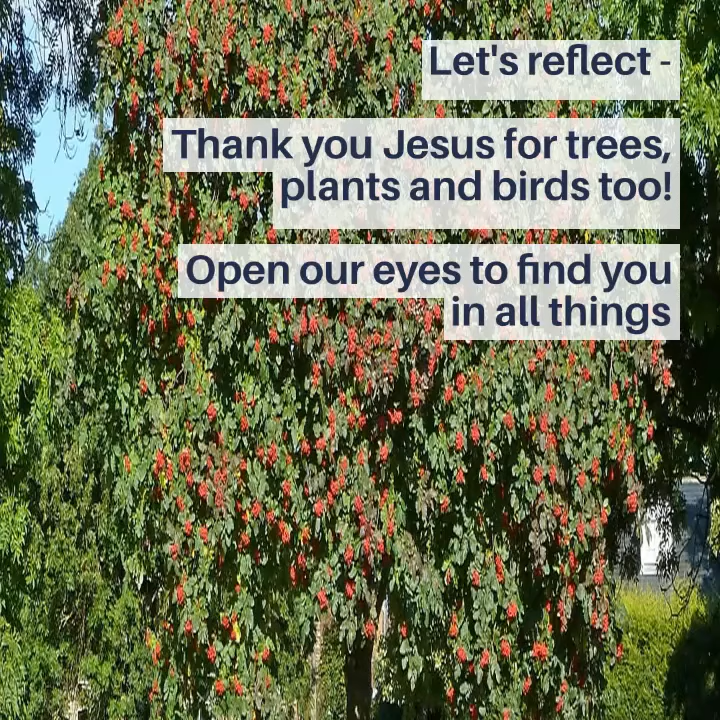 Let's reflect -
Thank you Jesus for trees,
plants and birds too!
Open our eyes to find you
in all things